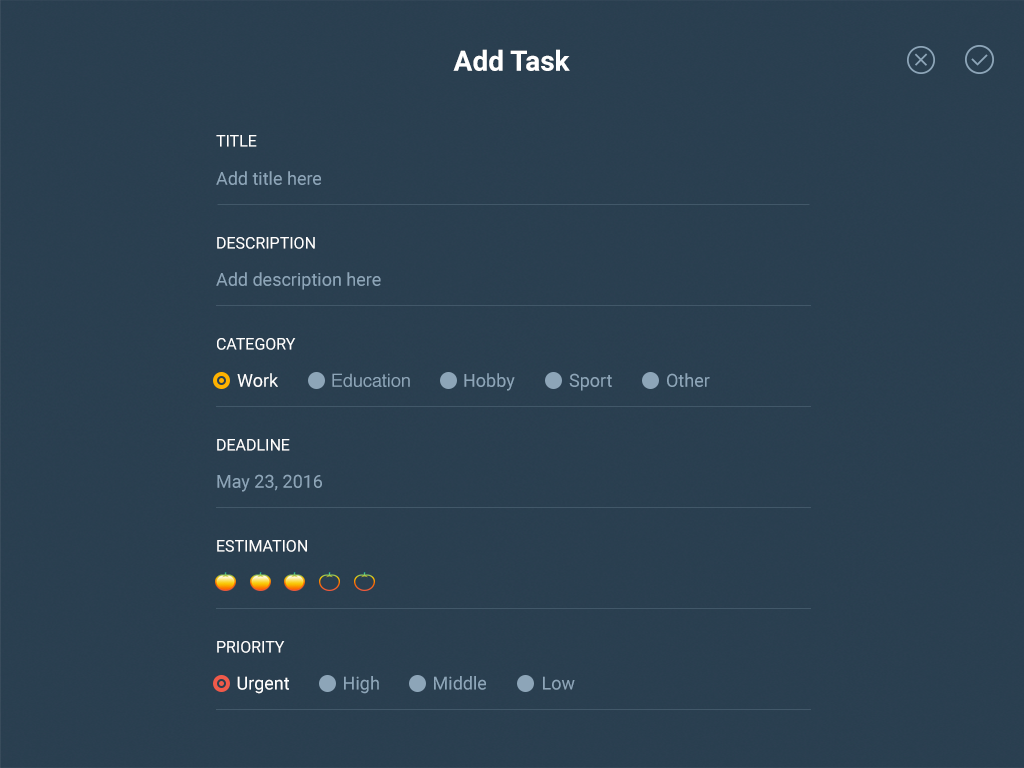 Add Task
TITLE
Add title here
DESCRIPTION
Add description here
CATEGORY
Work Education Hobby Sport Other
DEADLINE
May 23, 2016
ESTIMATION
PRIORITY
Urgent High Middle Low